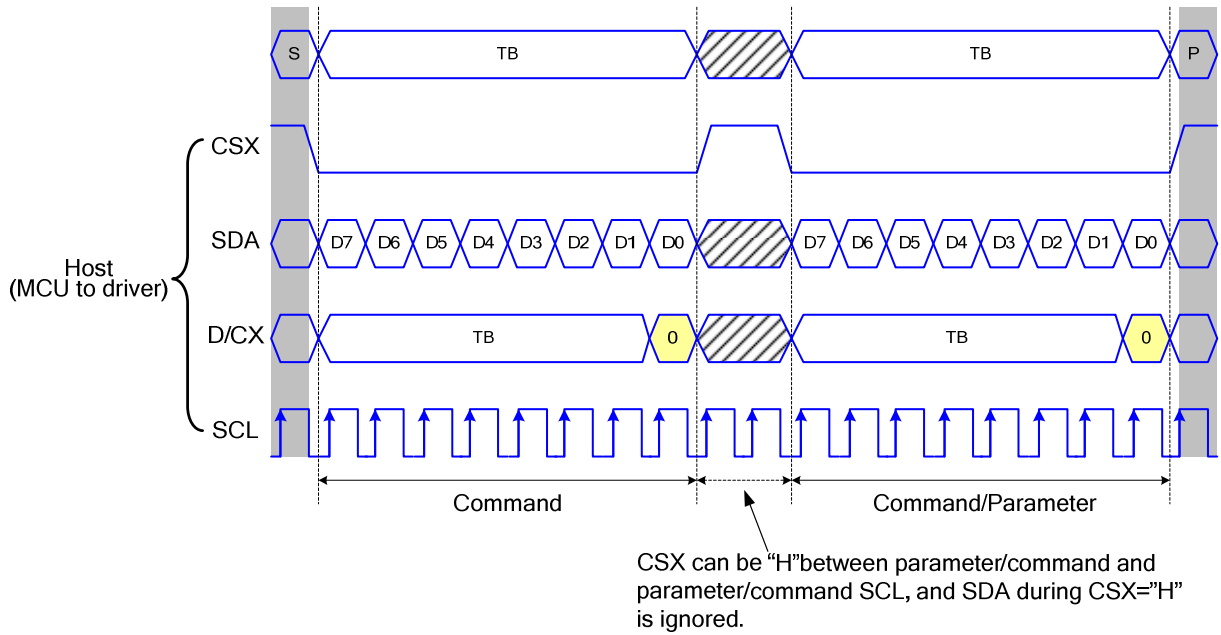 S TB TB P
CSX
SDA D7 D6 D5 D4 D3 D2 D1 D0 D7 D6 D5 D4 D3 D2 D1 D0
Host
(MCU to driver)
D/CX TB 0 TB 0
SCL
Command Command/Parameter
CSX can be “H”between parameter/command and
parameter/command SCL, and SDA during CSX=”H”
is ignored.